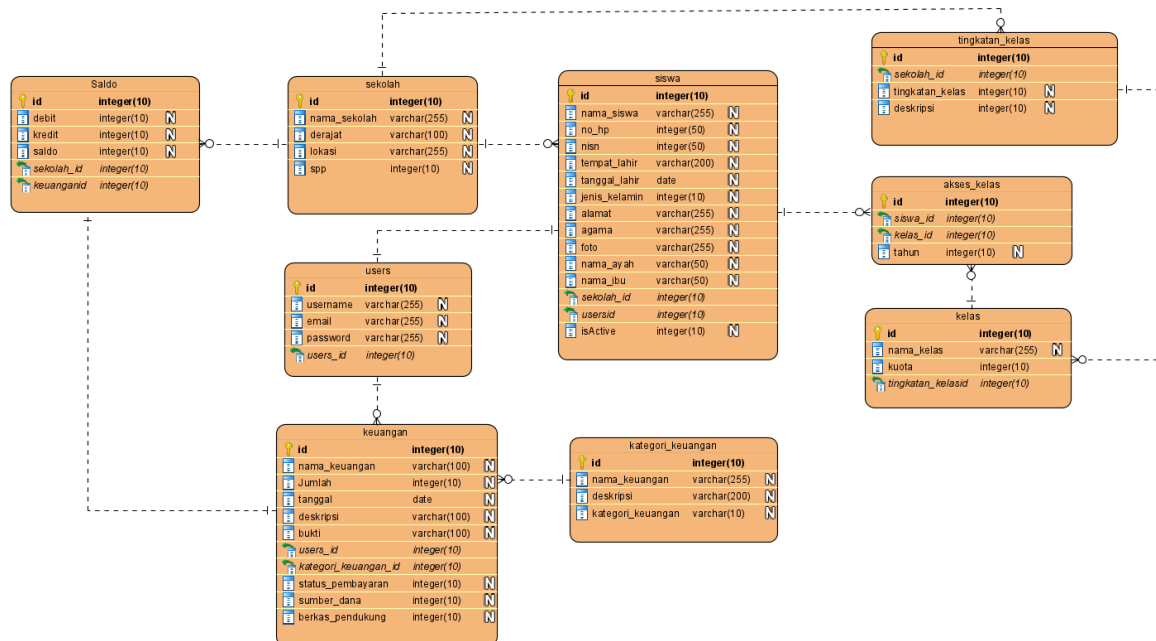 Saldo
id integer(10)
debit integer(10) N
kredit integer(10) N
saldo integer(10) N
sekolah_id integer(10)
keuanganid integer(10)
sekolah
id integer(10)
nama_sekolah varchar(255) N
derajat varchar(100) N
lokasi varchar(255) N
spp integer(10) N
siswa
id integer(10)
nama_siswa varchar(255) N
no_hp integer(50) N
nisn integer(50) N
tempat_lahir varchar(200) N
tanggal_lahir date N
jenis_kelamin integer(10) N
alamat varchar(255) N
agama varchar(255) N
foto varchar(255) N
nama_ayah varchar(50) N
nama_ibu varchar(50) N
sekolah_id integer(10)
usersid integer(10)
isActive integer(10) N
tingkatan_kelas
id integer(10)
sekolah_id integer(10)
tingkatan_kelas integer(10) N
deskripsi integer(10) N
akses_kelas
id integer(10)
siswa_id integer(10)
kelas_id integer(10)
tahun integer(10) N
users
id integer(10)
username varchar(255) N
email varchar(255) N
password varchar(255) N
users_id integer(10)
kelas
id integer(10)
nama_kelas varchar(255) N
kuota integer(10)
tingkatan_kelasid integer(10)
keuangan
id integer(10)
nama_keuangan varchar(100) N
Jumlah integer(10) N
tanggal date N
deskripsi varchar(100) N
bukti varchar(100) N
users_id integer(10)
kategori_keuangan_id integer(10)
status_pembayaran integer(10) N
sumber_dana integer(10) N
berkas_pendukung integer(10) N
kategori_keuangan
id integer(10)
nama_keuangan varchar(255) N
deskripsi varchar(200) N
kategori_keuangan varchar(10) N